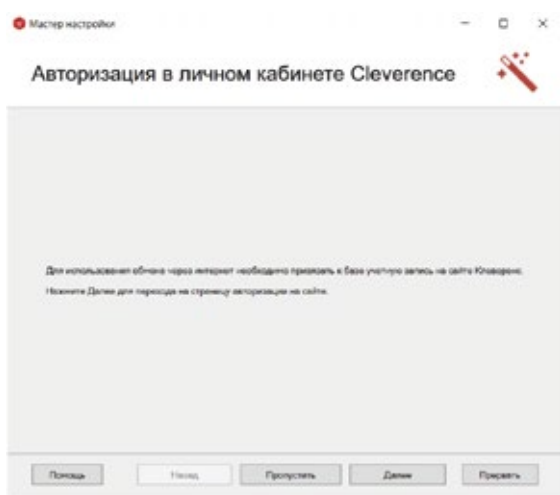 Мастер настройки
Авторизация в личном кабинете Cleverence
Для использования обмена через интернет необходимо привязать к базе учетную запись на сайте Клеверенс.
Нажмите Далее для перехода на страницу авторизации на сайте.
Помощь
Назад
Пропустить
Далее
Прервать